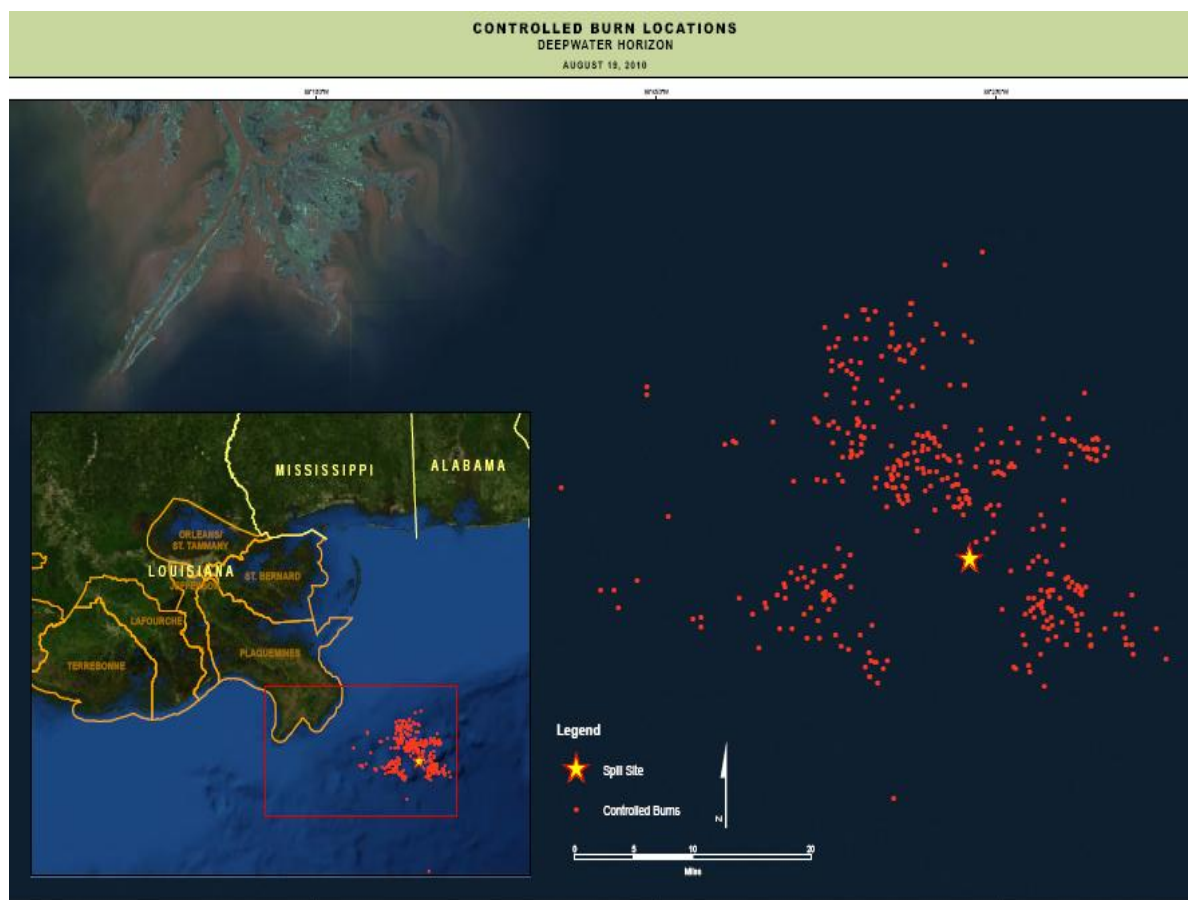 CONTROLLED BURN LOCATIONS
DEEPWATER HORIZON
AUGUST 19, 2010
MISSISSIPPI
ALABAMA
ORLEANS/
ST. TAMMANY
LOUISIANA
ST. BERNARD
LAFOURCHE
PLAQUEMINES
TERREBONNE
Legend
Spill Site
Controlled Burns
N
0 5 10 20
Miles